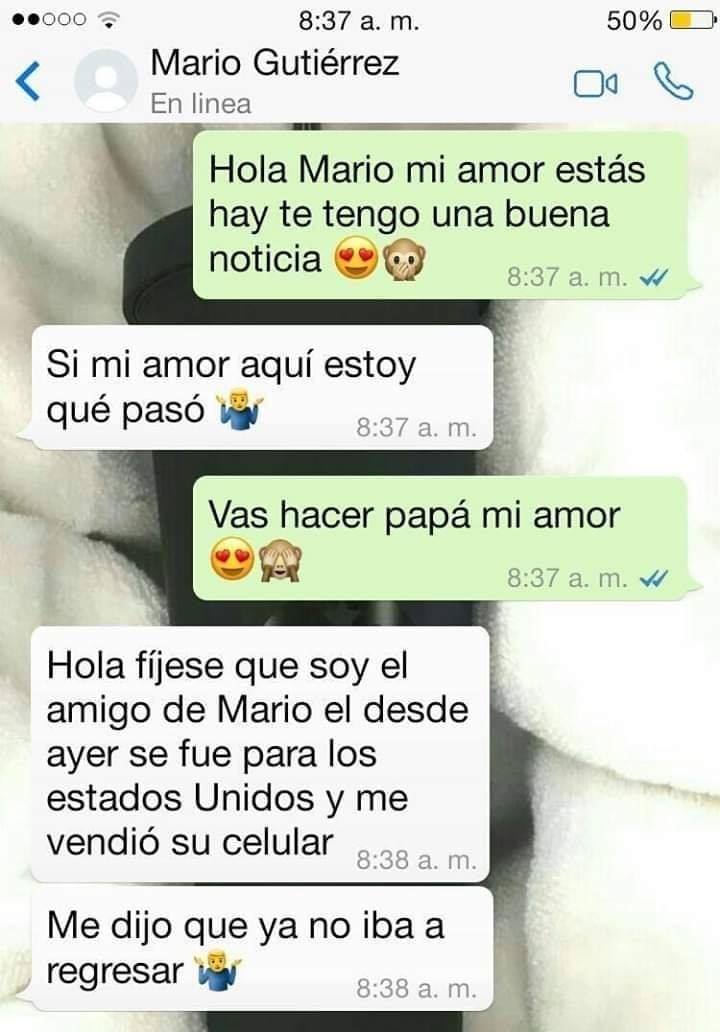 8:37 a. m.
50%
Mario Gutiérrez
En linea
Hola Mario mi amor estás
hay te tengo una buena
noticia 😍🙊
8:37 a. m.
Si mi amor aquí estoy
qué pasó 🤷‍♂️
8:37 a. m.
Vas hacer papá mi amor
😍🙈
8:37 a. m.
Hola fíjese que soy el
amigo de Mario el desde
ayer se fue para los
estados Unidos y me
vendió su celular
8:38 a. m.
Me dijo que ya no iba a
regresar 🤷‍♂️
8:38 a. m.